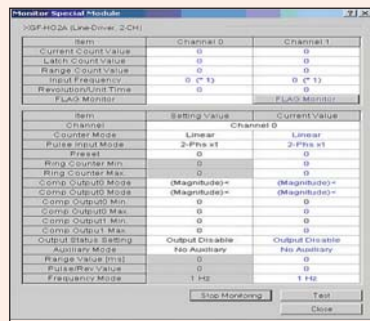 Monitor Special Module
XGF-HO2A (Line-Driver, 2-CH)
Item Channel 0 Channel 1
Current Count Value 0 0
Latch Count Value 0 0
Range Count Value 0 0
Input Frequency 0 (* 1) 0 (* 1)
Revolution/Unit Time 0 0
FLAG Monitor FLAG Monitor
Item Setting Value Current Value
Channel Channel 0
Counter Mode Linear Linear
Pulse Input Mode 2-Phs x1 2-Phs x1
Preset 0 0
Ring Counter Min. 0 0
Ring Counter Max. 0 0
Comp Output0 Mode (Magnitude)< (Magnitude)<
Comp Output0 Mode (Magnitude)< (Magnitude)<
Comp Output0 Min. 0 0
Comp Output0 Max. 0 0
Comp Output1 Min. 0 0
Comp Output1 Max. 0 0
Output Status Setting Output Disable Output Disable
Auxiliary Mode No Auxiliary No Auxiliary
Range Value [ms] 0 0
Pulse/Rev Value 0 0
Frequency Mode 1 Hz 1 Hz
Stop Monitoring Test
Close